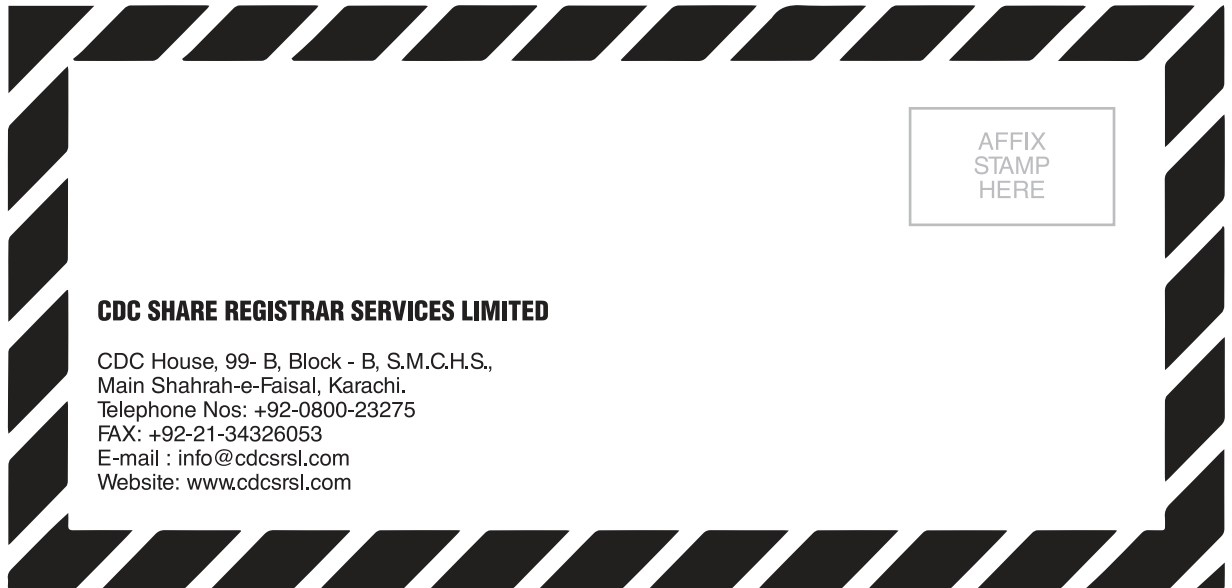 AFFIX
STAMP
HERE
CDC SHARE REGISTRAR SERVICES LIMITED
CDC House, 99- B, Block - B, S.M.C.H.S.,
Main Shahrah-e-Faisal, Karachi.
Telephone Nos: +92-0800-23275
FAX: +92-21-34326053
E-mail : info@cdcsrsl.com
Website: www.cdcsrsl.com